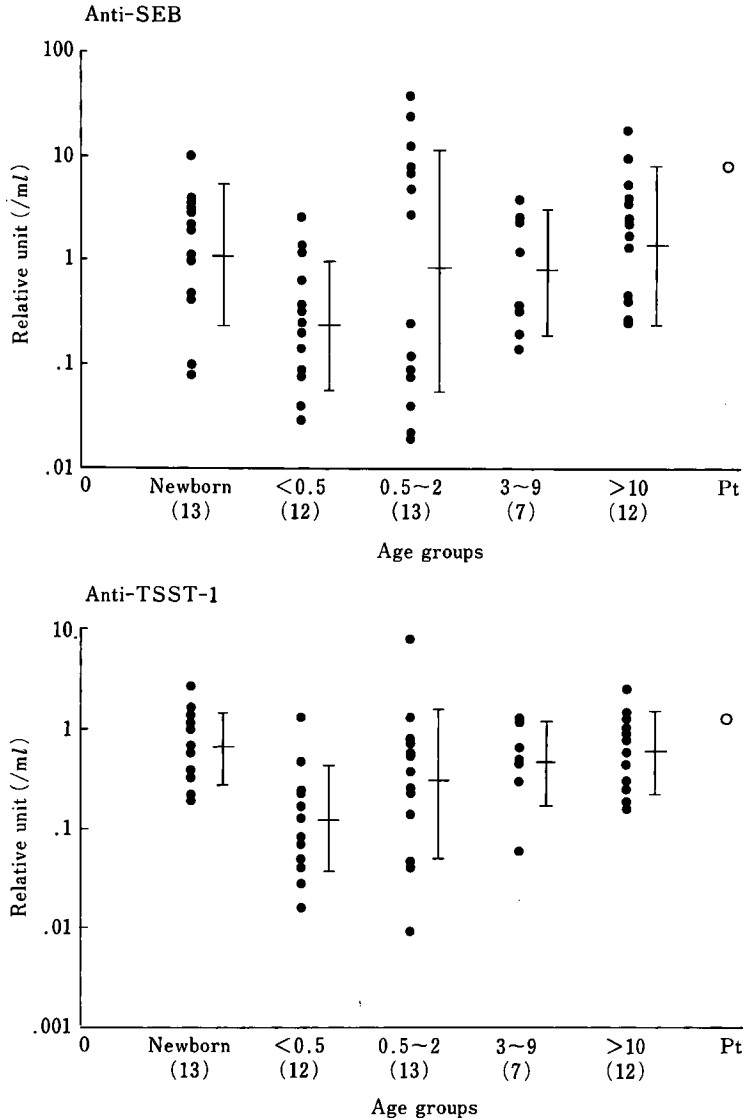 Anti-SEB
100
10
1
.1
.01
Relative unit (/ml)
0 Newborn <0.5 0.5~2 3~9 >10 Pt
(13) (12) (13) (7) (12)
Age groups
Anti-TSST-1
10
1
.1
.01
.001
Relative unit (/ml)
0 Newborn <0.5 0.5~2 3~9 >10 Pt
(13) (12) (13) (7) (12)
Age groups